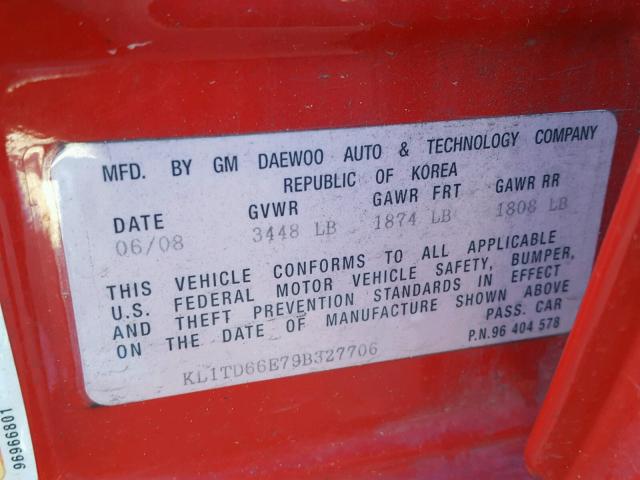 MFD. BY GM DAEWOO AUTO & TECHNOLOGY COMPANY
REPUBLIC OF KOREA
DATE GVWR GAWR FRT GAWR RR
06/08 3448 LB 1874 LB 1808 LB
THIS VEHICLE CONFORMS TO ALL APPLICABLE
U.S. FEDERAL MOTOR VEHICLE SAFETY, BUMPER,
AND THEFT PREVENTION STANDARDS IN EFFECT
ON THE DATE OF MANUFACTURE SHOWN ABOVE
PASS. CAR
P.N.96 404 578
KL1TD66E79B327706
96966801